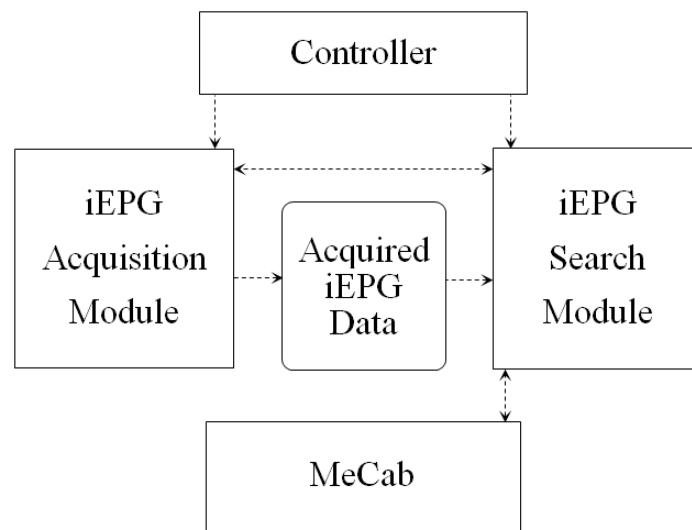 Controller
iEPG
Acquisition
Module
Acquired
iEPG
Data
iEPG
Search
Module
MeCab